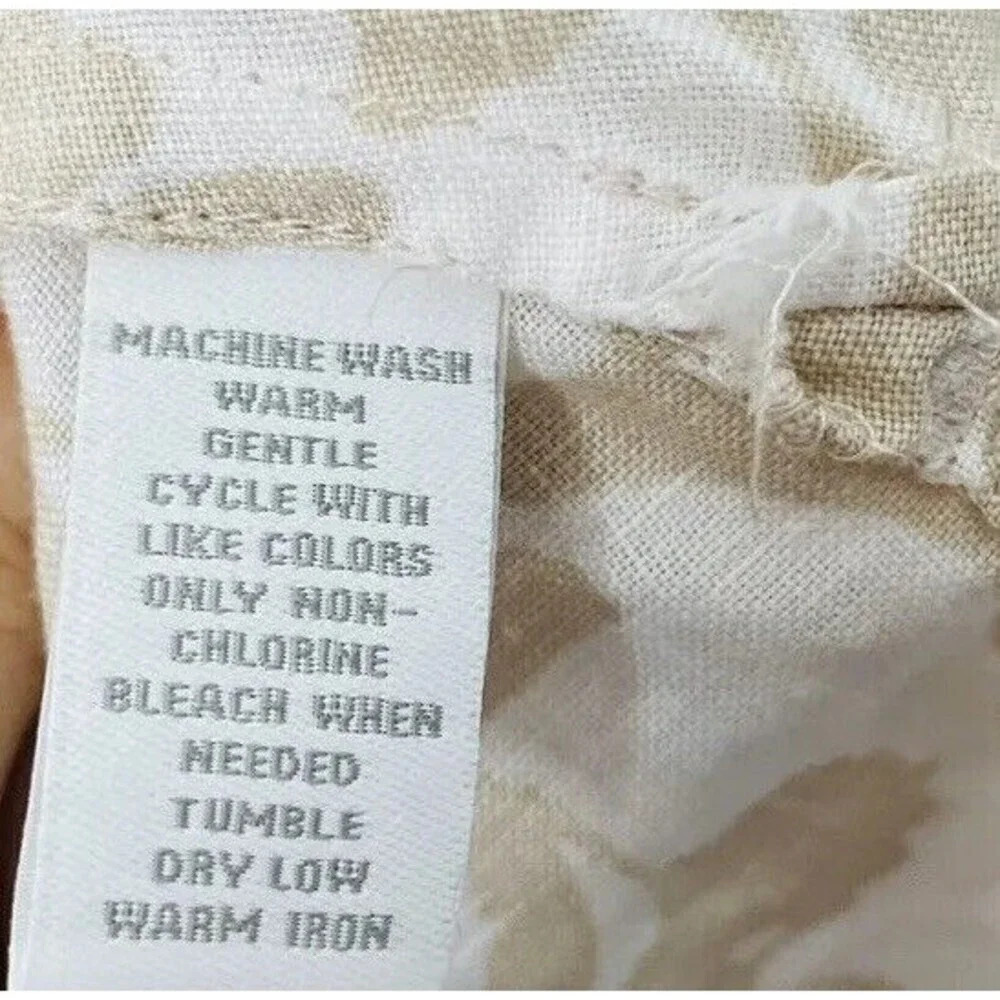 MACHINE WASH
WARM
GENTLE
CYCLE WITH
LIKE COLORS
ONLY NON-
CHLORINE
BLEACH WHEN
NEEDED
TUMBLE
DRY LOW
WARM IRON